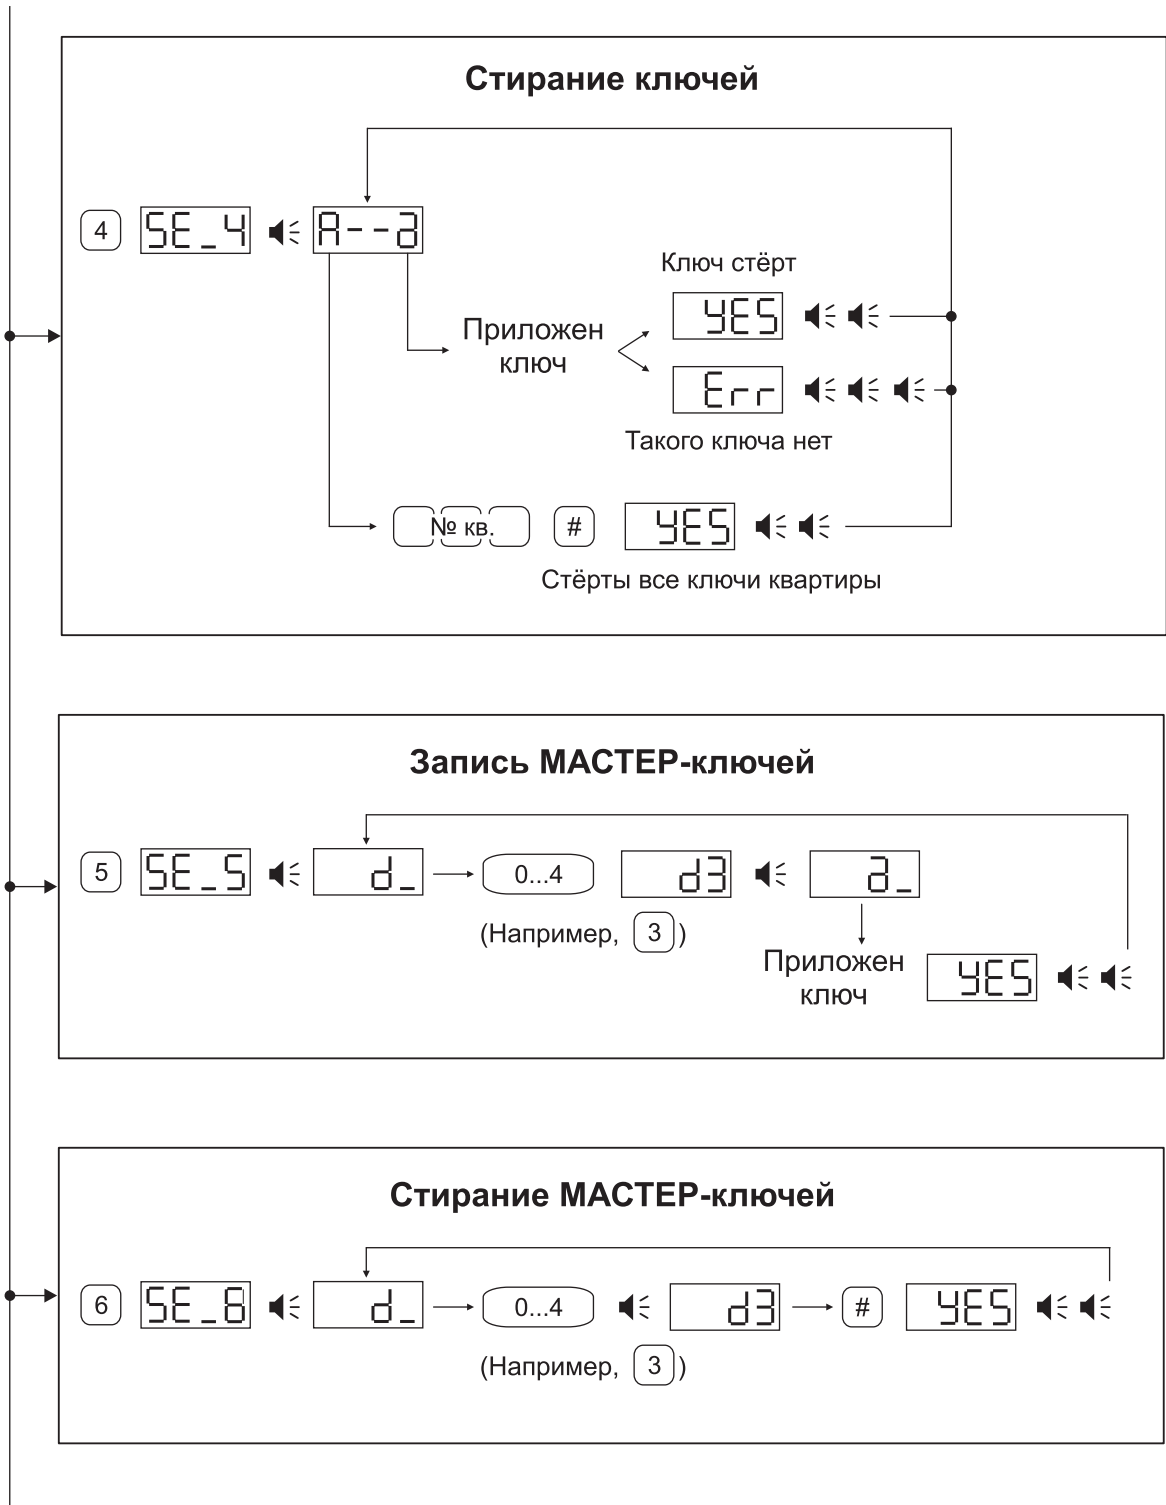 Стирание ключей
4 SE_4 A--a
Ключ стёрт
YES
Приложен
ключ
Err
Такого ключа нет
№ кв. # YES
Стёрты все ключи квартиры
Запись МАСТЕР-ключей
5 SE_5 d_ 0...4 d3 a_
(Например, 3)
Приложен
ключ
YES
Стирание МАСТЕР-ключей
6 SE_6 d_ 0...4 d3 # YES
(Например, 3)